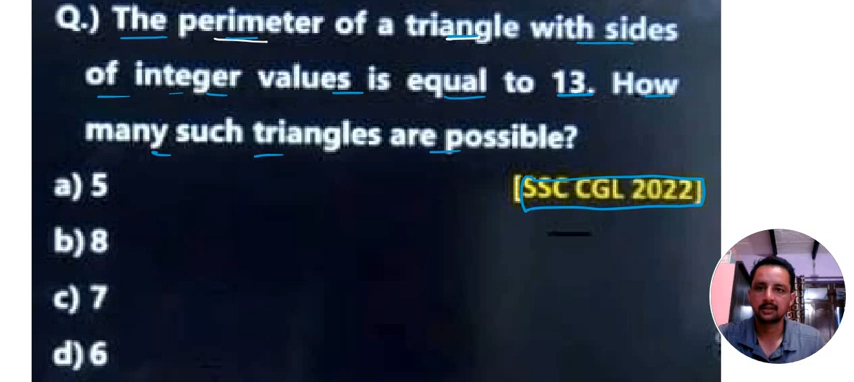 Q.) The perimeter of a triangle with sides
of integer values is equal to 13. How
many such triangles are possible?
a) 5
[SSC CGL 2022]
b) 8
c) 7
d) 6